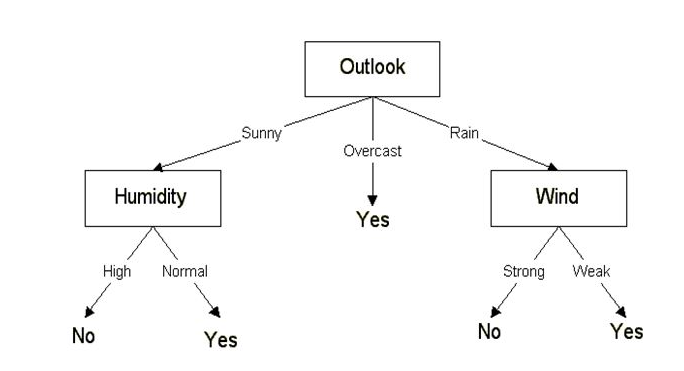 Outlook
Sunny
Overcast
Rain
Humidity
Yes
Wind
High
Normal
Strong
Weak
No
Yes
No
Yes